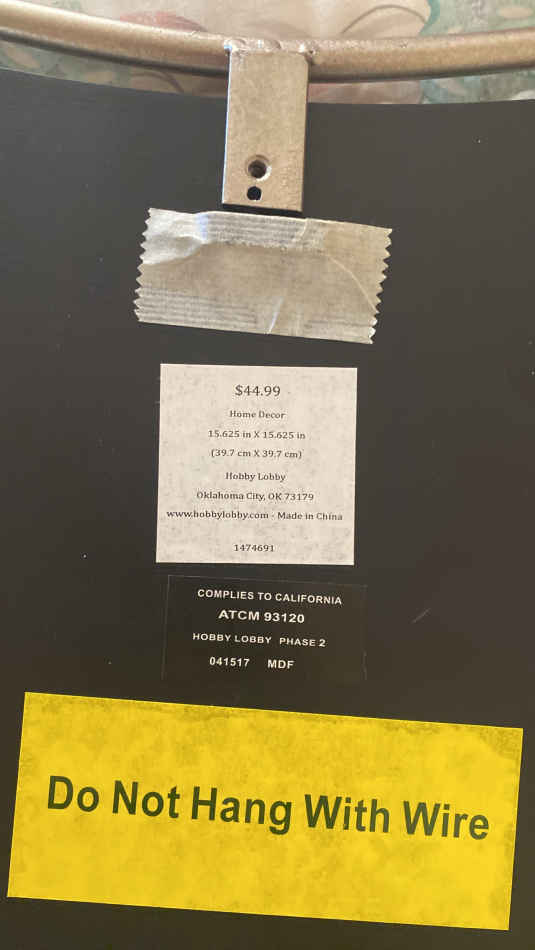 $44.99
Home Decor
15.625 in X 15.625 in
(39.7 cm X 39.7 cm)
Hobby Lobby
Oklahoma City, OK 73179
www.hobbylobby.com - Made in China
1474691
COMPLIES TO CALIFORNIA
ATCM 93120
HOBBY LOBBY PHASE 2
041517 MDF
Do Not Hang With Wire